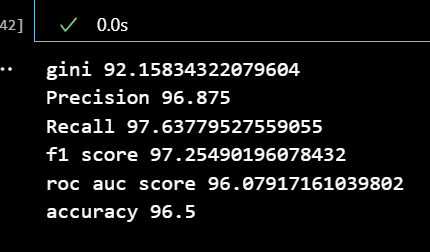 42]
0.0s
gini 92.15834322079604
Precision 96.875
Recall 97.63779527559055
f1 score 97.25490196078432
roc auc score 96.07917161039802
accuracy 96.5